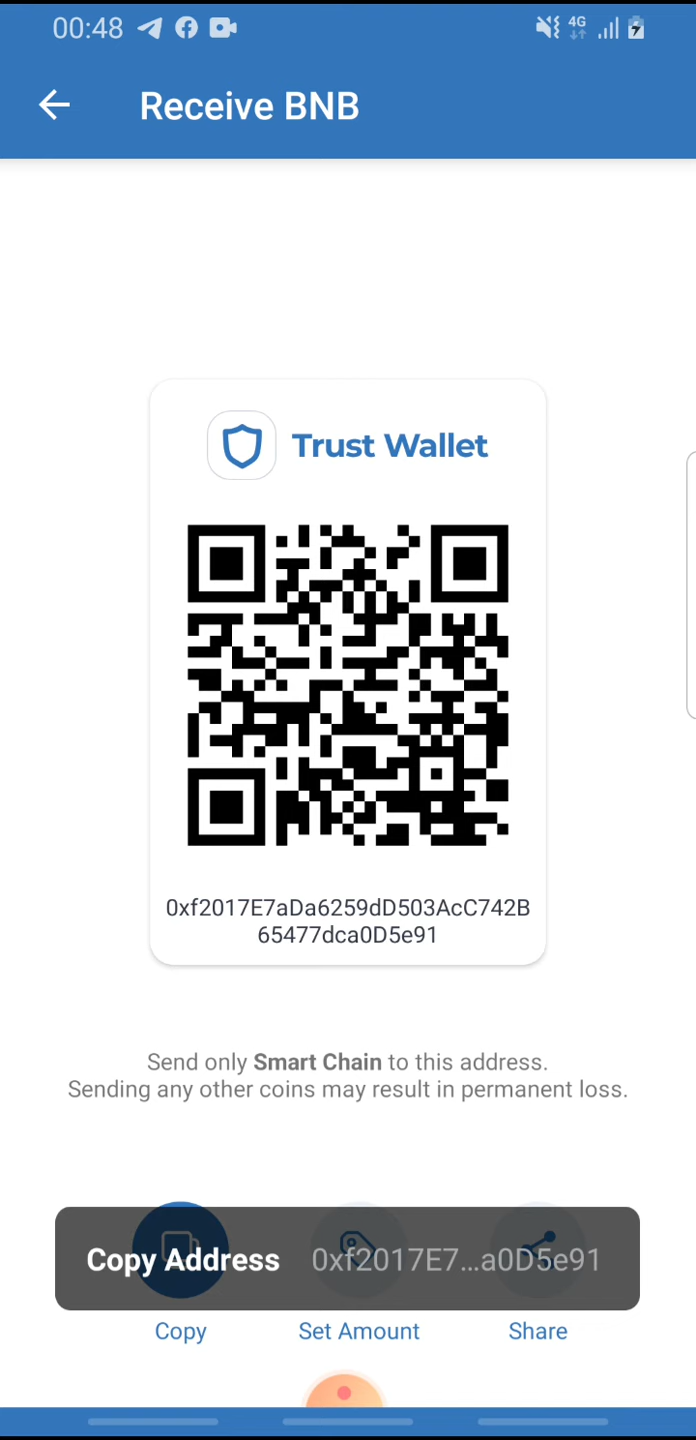 00:48
4G
Receive BNB
Trust Wallet
0xf2017E7aDa6259dD503AcC742B
65477dca0D5e91
Send only Smart Chain to this address.
Sending any other coins may result in permanent loss.
Copy Address 0xf2017E7...a0D5e91
Copy
Set Amount
Share